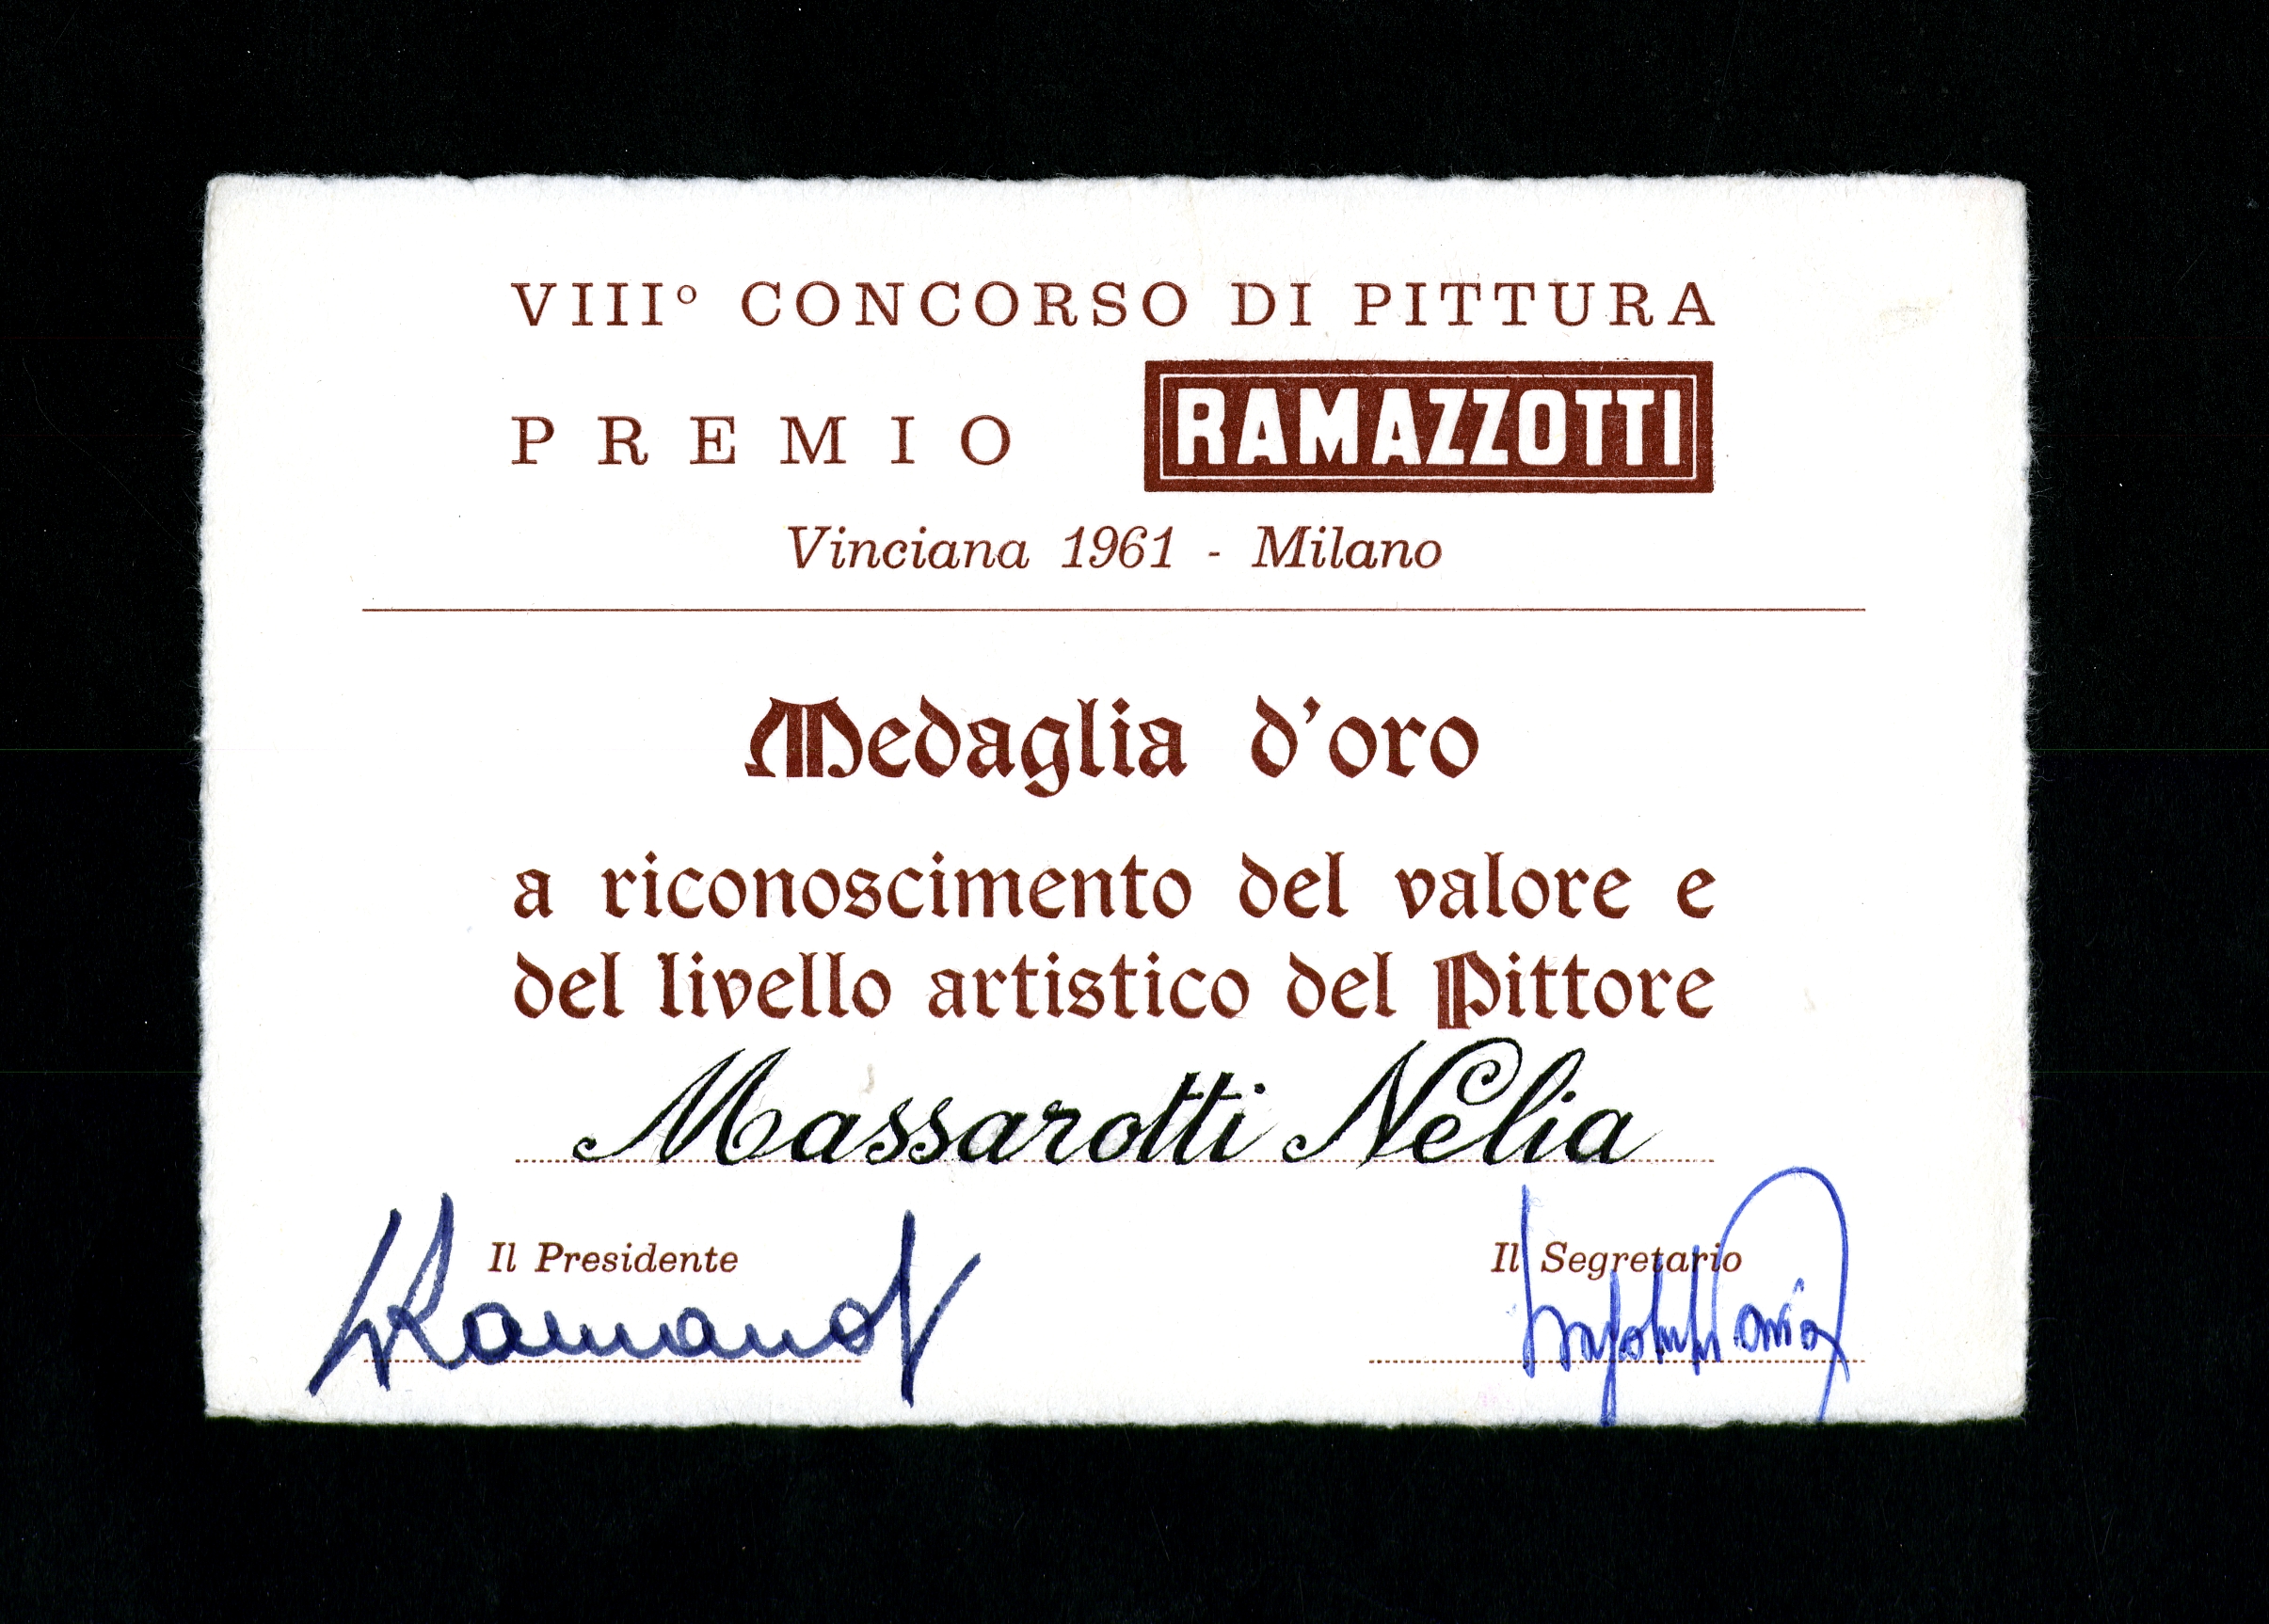 VIII° CONCORSO DI PITTURA
PREMIO RAMAZZOTTI
Vinciana 1961 - Milano
Medaglia d'oro
a riconoscimento del valore e
del livello artistico del Pittore
Massarotti Nelia
Il Presidente Il Segretario